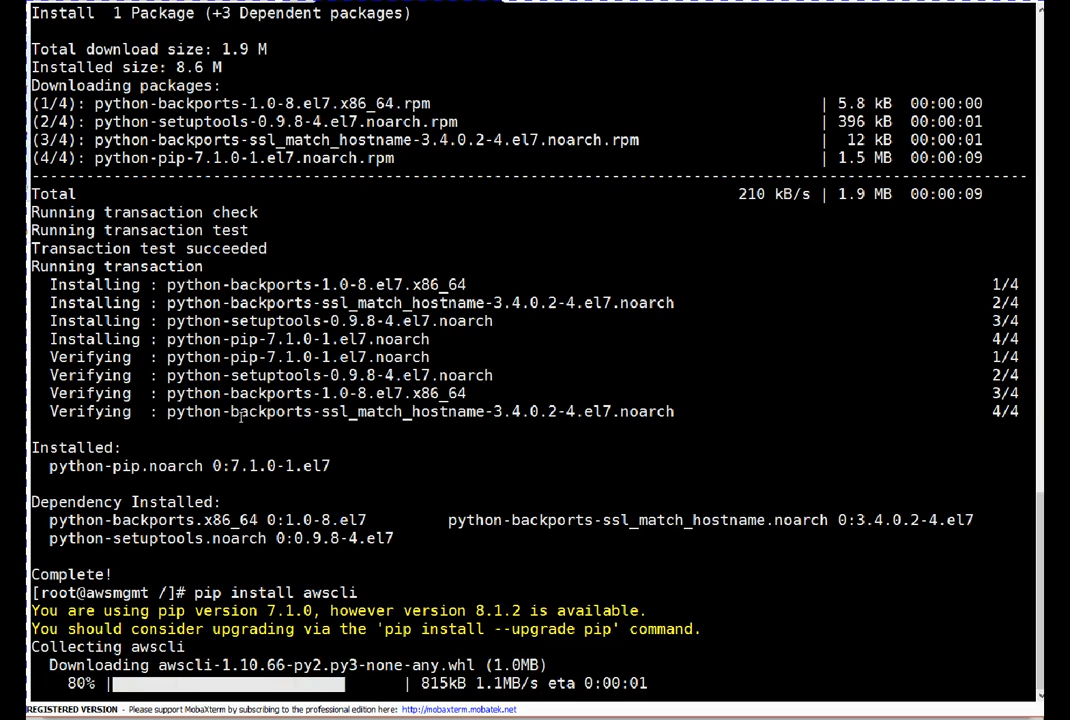 Install  1 Package (+3 Dependent packages)
Total download size: 1.9 M
Installed size: 8.6 M
Downloading packages:
(1/4): python-backports-1.0-8.el7.x86_64.rpm | 5.8 kB  00:00:00
(2/4): python-setuptools-0.9.8-4.el7.noarch.rpm | 396 kB  00:00:01
(3/4): python-backports-ssl_match_hostname-3.4.0.2-4.el7.noarch.rpm |  12 kB  00:00:01
(4/4): python-pip-7.1.0-1.el7.noarch.rpm | 1.5 MB  00:00:09
--------------------------------------------------------------------------------------------------------------
Total 210 kB/s | 1.9 MB  00:00:09
Running transaction check
Running transaction test
Transaction test succeeded
Running transaction
Installing : python-backports-1.0-8.el7.x86_64 1/4
Installing : python-backports-ssl_match_hostname-3.4.0.2-4.el7.noarch 2/4
Installing : python-setuptools-0.9.8-4.el7.noarch 3/4
Installing : python-pip-7.1.0-1.el7.noarch 4/4
Verifying  : python-pip-7.1.0-1.el7.noarch 1/4
Verifying  : python-setuptools-0.9.8-4.el7.noarch 2/4
Verifying  : python-backports-1.0-8.el7.x86_64 3/4
Verifying  : python-backports-ssl_match_hostname-3.4.0.2-4.el7.noarch 4/4
Installed:
python-pip.noarch 0:7.1.0-1.el7
Dependency Installed:
python-backports.x86_64 0:1.0-8.el7 python-backports-ssl_match_hostname.noarch 0:3.4.0.2-4.el7
python-setuptools.noarch 0:0.9.8-4.el7
Complete!
[root@awsmgmt /]# pip install awscli
You are using pip version 7.1.0, however version 8.1.2 is available.
You should consider upgrading via the 'pip install --upgrade pip' command.
Collecting awscli
Downloading awscli-1.10.66-py2.py3-none-any.whl (1.0MB)
80% | | 815kB 1.1MB/s eta 0:00:01
REGISTERED VERSION - Please support MobaXterm by subscribing to the professional edition here: http://mobaxterm.mobatek.net